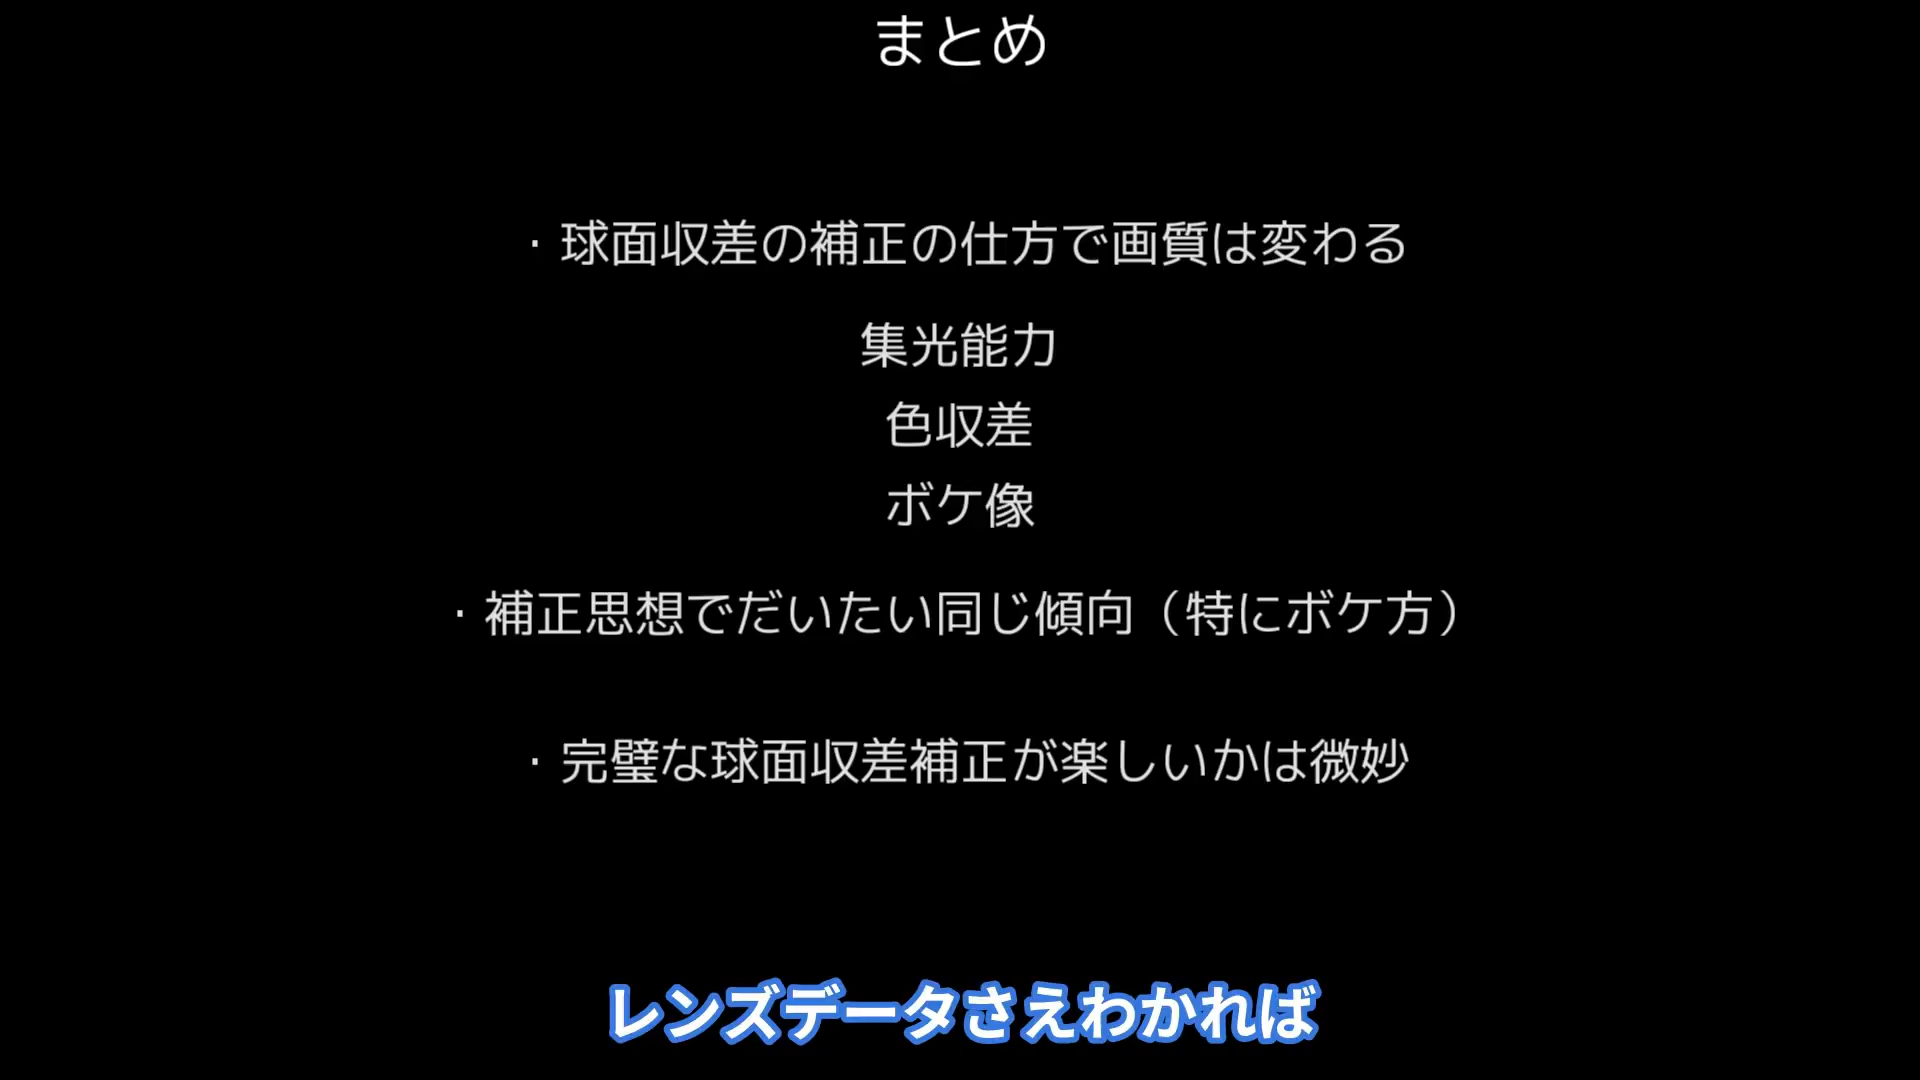 まとめ
・球面収差の補正の仕方で画質は変わる
集光能力
色収差
ボケ像
・補正思想でだいたい同じ傾向（特にボケ方）
・完璧な球面収差補正が楽しいかは微妙
レンズデータさえわかれば